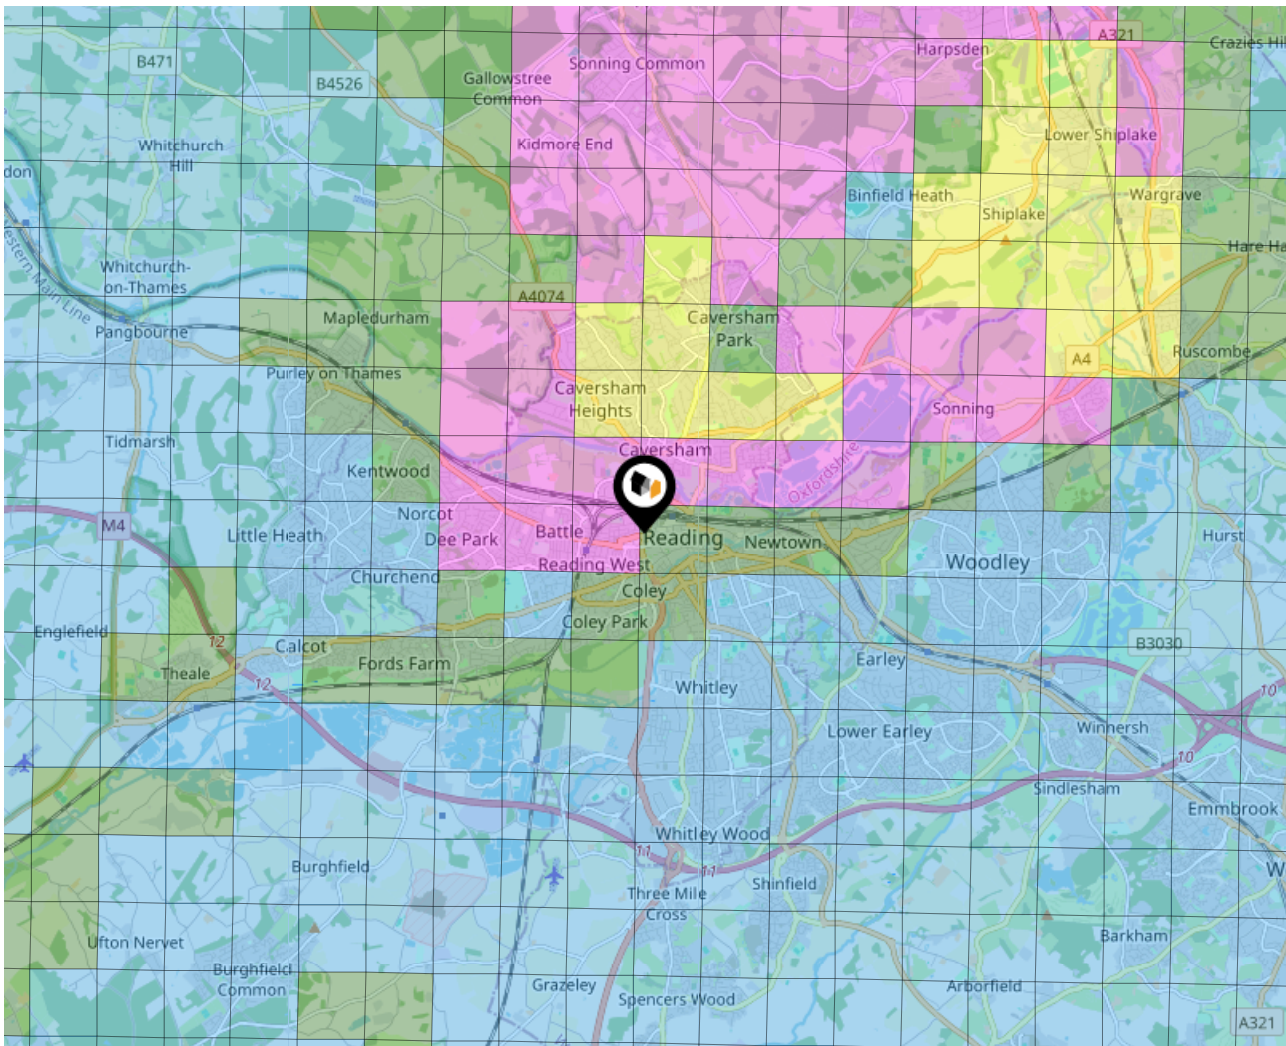 A321
Crazies Hil
Harpsden
B471
Sonning Common
B4526
Gallowstree
Common
Lower Shiplake
Whitchurch
Hill
Kidmore End
don
Binfield Heath
Wargrave
Shiplake
Hare Ha
Western Main Line
Whitchurch-
on-Thames
A4074
Mapledurham
Caversham
Park
Pangbourne
A4
Ruscombe
Purley on Thames
Caversham
Heights
Sonning
Tidmarsh
Caversham
Kentwood
Oxfordshire
Norcot
M4
Little Heath
Dee Park
Battle
Reading
Newtown
Hurst
Reading West
Woodley
Churchend
Coley
Englefield
Coley Park
12
Calcot
B3030
Fords Farm
Earley
Theale
12
Whitley
10
Lower Earley
Winnersh
10
Sindlesham
Emmbrook
Whitley Wood
11
11
Burghfield
W
Three Mile
Cross
Shinfield
Ufton Nervet
Barkham
Burghfield
Common
Grazeley
Arborfield
Spencers Wood
A321